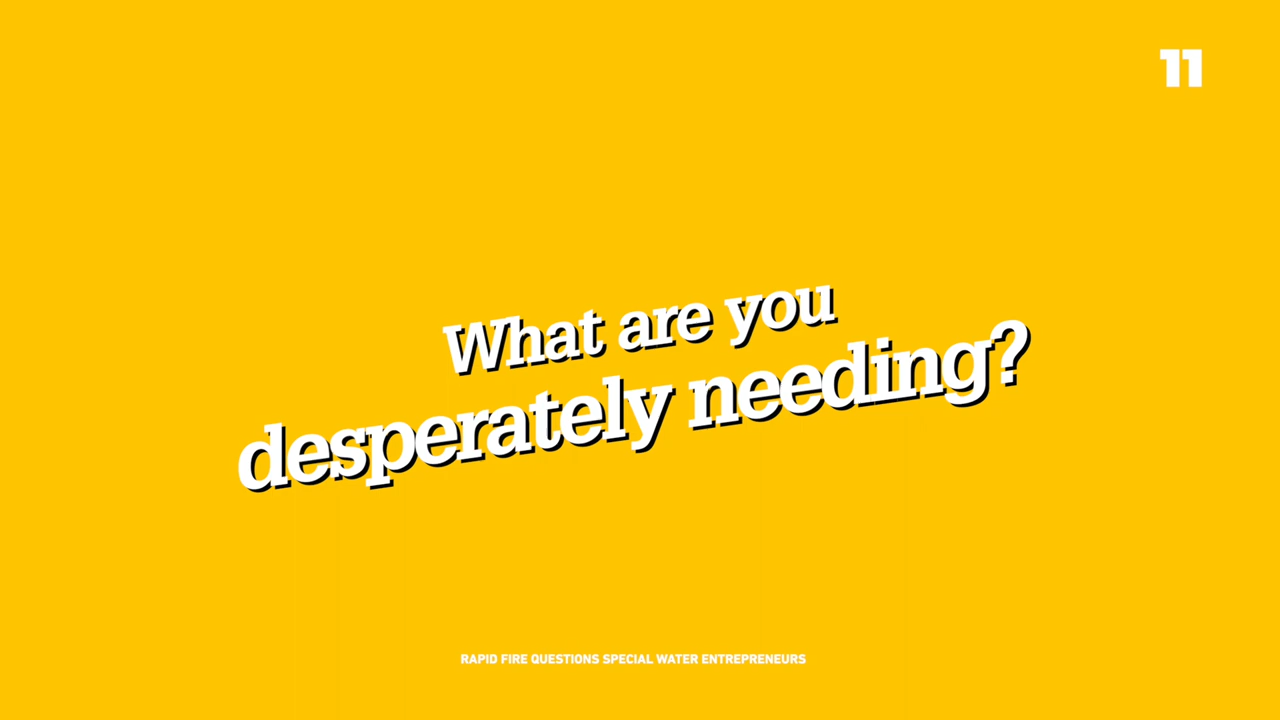 11
What are you
desperately needing?
RAPID FIRE QUESTIONS SPECIAL WATER ENTREPRENEURS